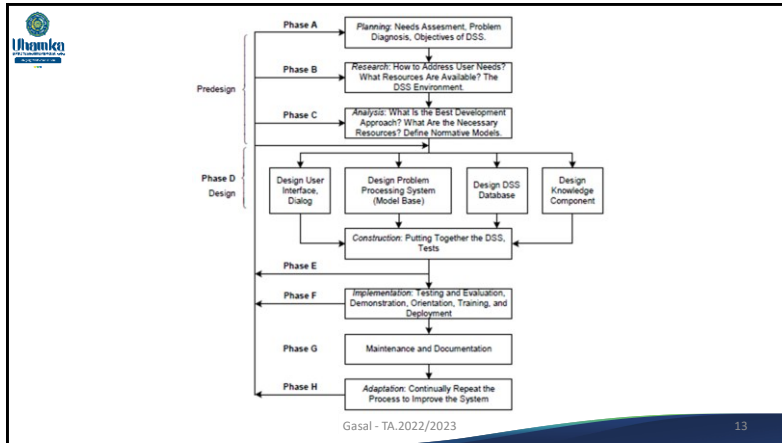 Uhamka
Phase A
Planning: Needs Assesment, Problem
Diagnosis, Objectives of DSS.
Phase B
Research: How to Address User Needs?
What Resources Are Available? The
DSS Environment.
Predesign
Phase C
Analysis: What Is the Best Development
Approach? What Are the Necessary
Resources? Define Normative Models.
Phase D
Design
Design User
Interface,
Dialog
Design Problem
Processing System
(Model Base)
Design DSS
Database
Design
Knowledge
Component
Construction: Putting Together the DSS,
Tests
Phase E
Phase F
Implementation: Testing and Evaluation,
Demonstration, Orientation, Training, and
Deployment
Phase G
Maintenance and Documentation
Phase H
Adaptation: Continually Repeat the
Process to Improve the System
Gasal - TA.2022/2023
13